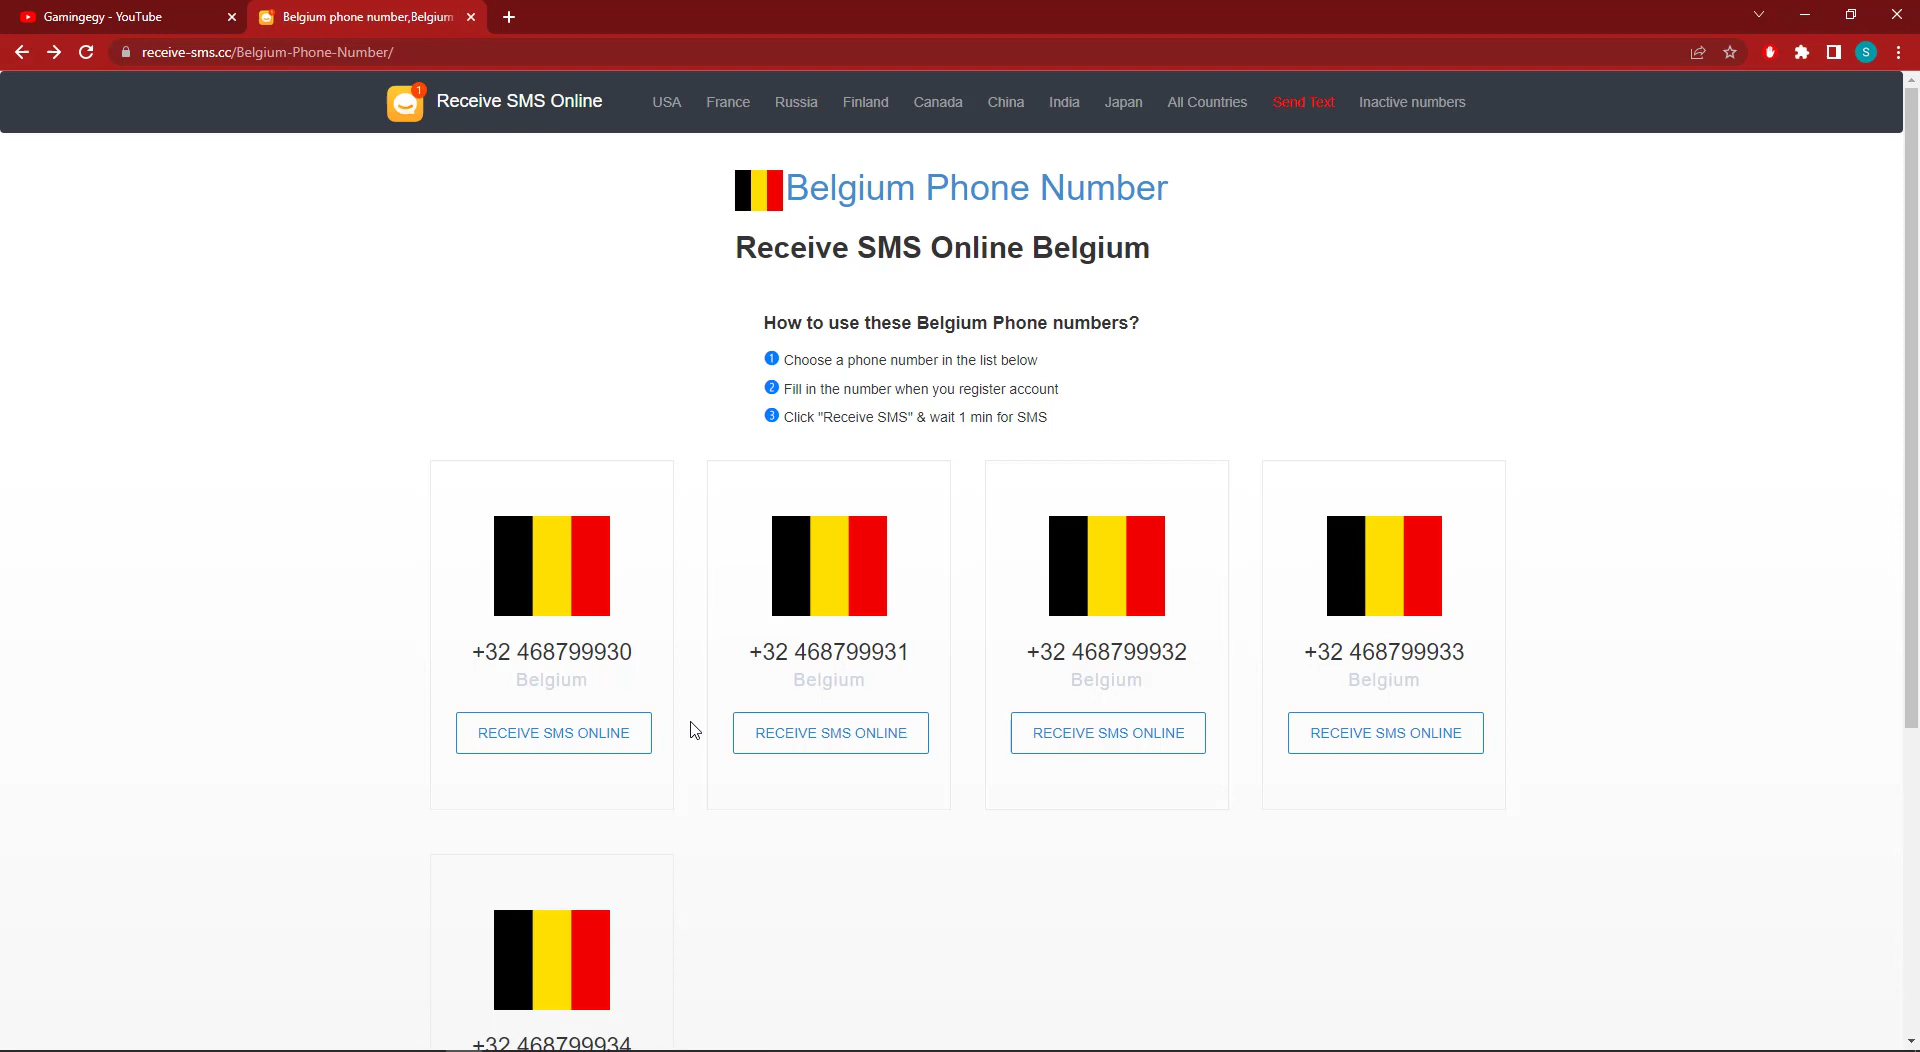 Gamingegy - YouTube
Belgium phone number,Belgium
receive-sms.cc/Belgium-Phone-Number/
S
1
Receive SMS Online
USA
France
Russia
Finland
Canada
China
India
Japan
All Countries
Send Text
Inactive numbers
Belgium Phone Number
Receive SMS Online Belgium
How to use these Belgium Phone numbers?
1 Choose a phone number in the list below
2 Fill in the number when you register account
3 Click "Receive SMS" & wait 1 min for SMS
+32 468799930
Belgium
RECEIVE SMS ONLINE
+32 468799931
Belgium
RECEIVE SMS ONLINE
+32 468799932
Belgium
RECEIVE SMS ONLINE
+32 468799933
Belgium
RECEIVE SMS ONLINE
+32 468799934